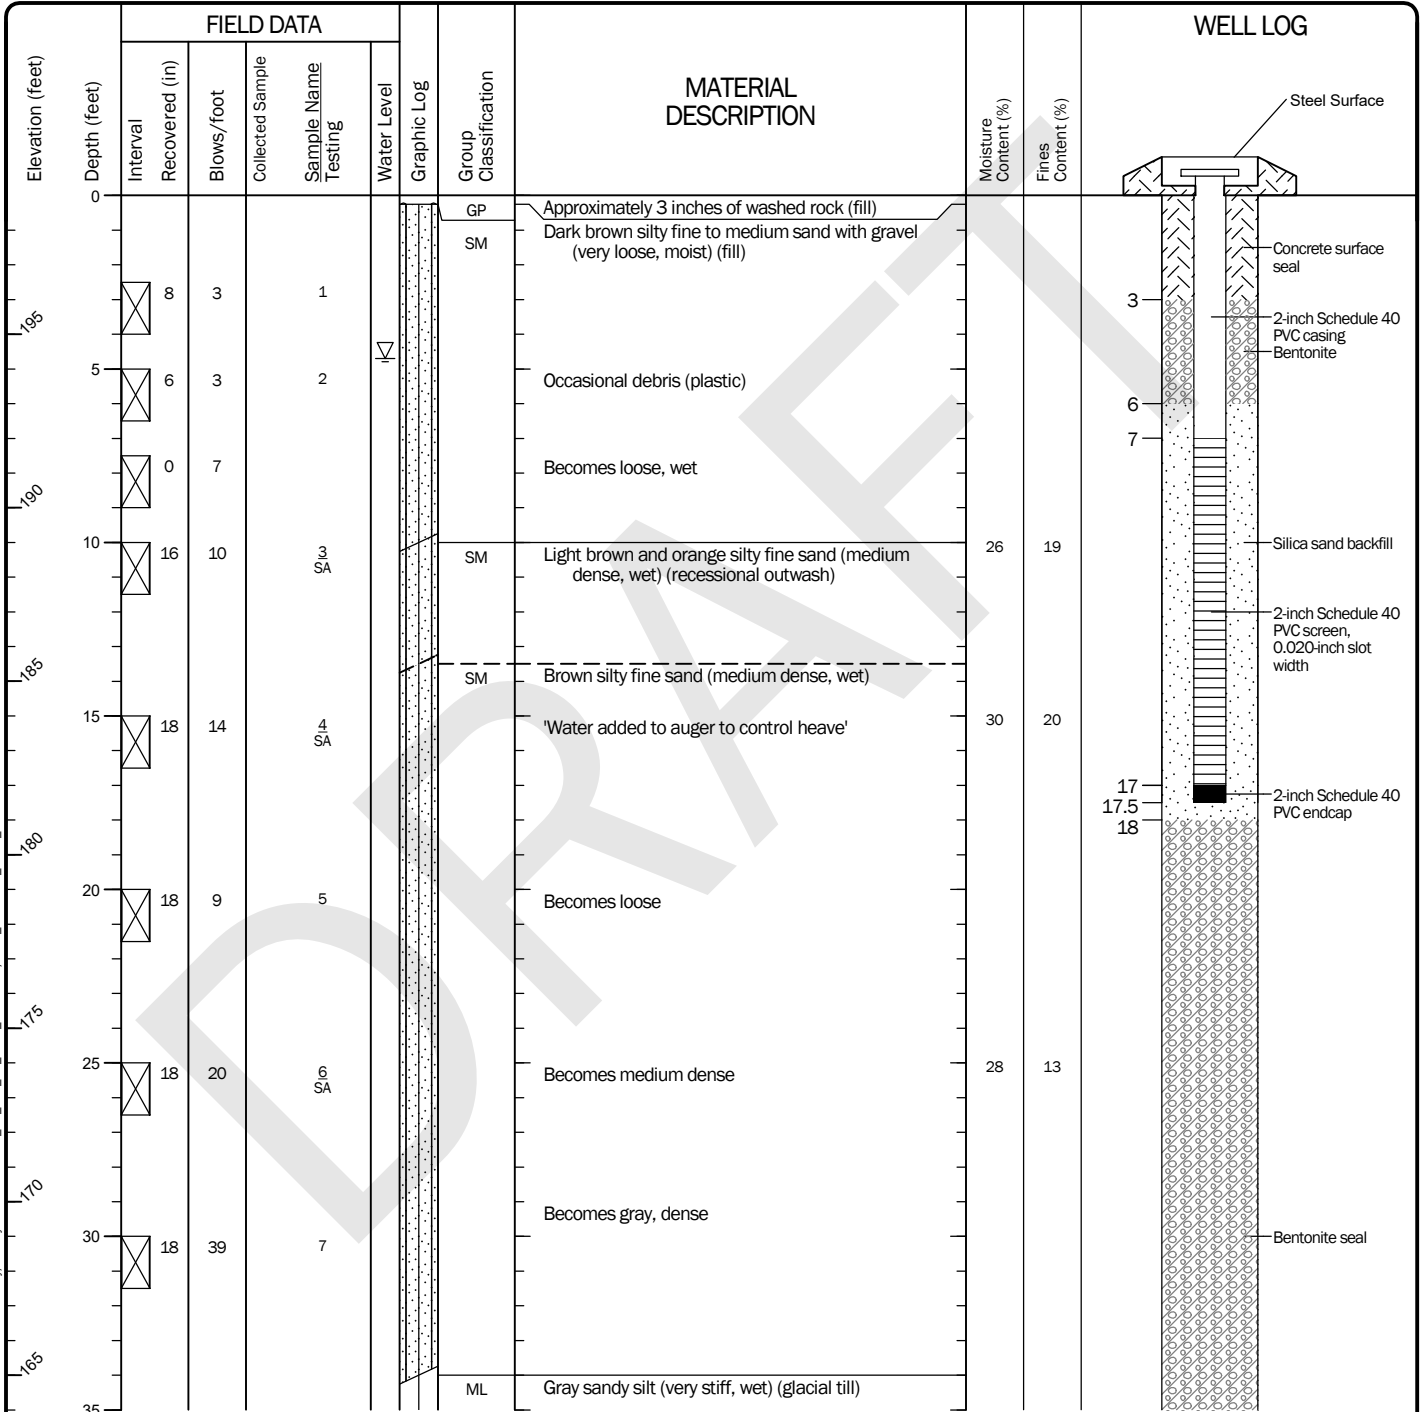 FIELD DATA
WELL LOG
Elevation (feet)
Depth (feet)
Interval
Recovered (in)
Blows/foot
Collected Sample
Sample Name
Testing
Water Level
Graphic Log
Group
Classification
MATERIAL
DESCRIPTION
Moisture
Content (%)
Fines
Content (%)
Steel Surface
0
GP
Approximately 3 inches of washed rock (fill)
SM
Dark brown silty fine to medium sand with gravel
(very loose, moist) (fill)
Concrete surface
seal
8 3 1
3
195
2-inch Schedule 40
PVC casing
Bentonite
5
6 3 2
Occasional debris (plastic)
6
7
0 7
Becomes loose, wet
190
10
16 10 3
SA
SM
Light brown and orange silty fine sand (medium
dense, wet) (recessional outwash)
26 19
Silica sand backfill
2-inch Schedule 40
PVC screen,
0.020-inch slot
width
185
SM
Brown silty fine sand (medium dense, wet)
15
18 14 4
SA
'Water added to auger to control heave'
30 20
17
17.5
18
2-inch Schedule 40
PVC endcap
180
20
18 9 5
Becomes loose
175
25
18 20 6
SA
Becomes medium dense
28 13
170
Becomes gray, dense
30
18 39 7
Bentonite seal
165
ML
Gray sandy silt (very stiff, wet) (glacial till)
35
DRAFT